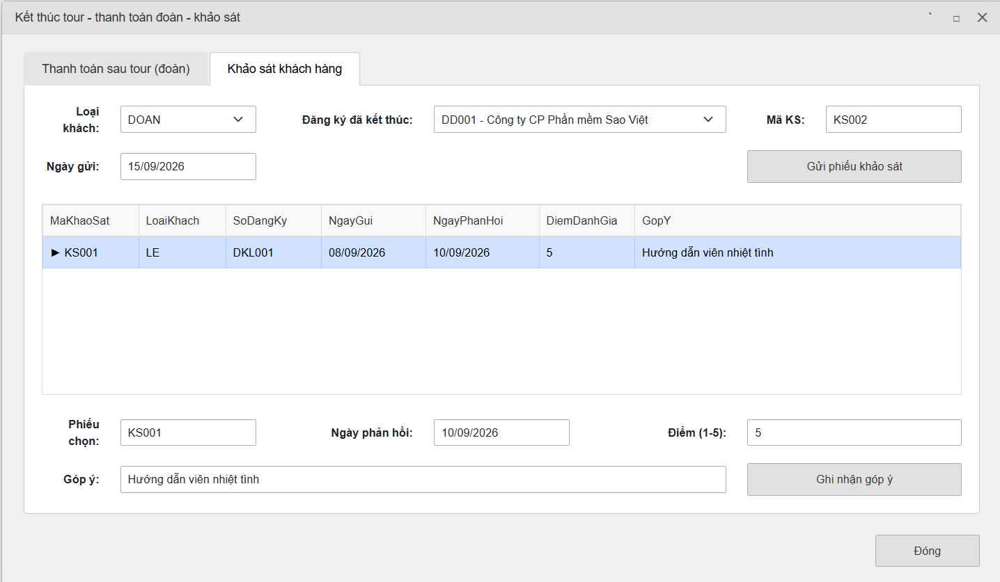 Kết thúc tour - thanh toán đoàn - khảo sát
Thanh toán sau tour (đoàn) Khảo sát khách hàng
Loại khách: DOAN Đăng ký đã kết thúc: DD001 - Công ty CP Phần mềm Sao Việt Mã KS: KS002
Ngày gửi: 15/09/2026 Gửi phiếu khảo sát
MaKhaoSat LoaiKhach SoDangKy NgayGui NgayPhanHoi DiemDanhGia GopY
► KS001 LE DKL001 08/09/2026 10/09/2026 5 Hướng dẫn viên nhiệt tình
Phiếu chọn: KS001 Ngày phản hồi: 10/09/2026 Điểm (1-5): 5
Góp ý: Hướng dẫn viên nhiệt tình Ghi nhận góp ý
Đóng